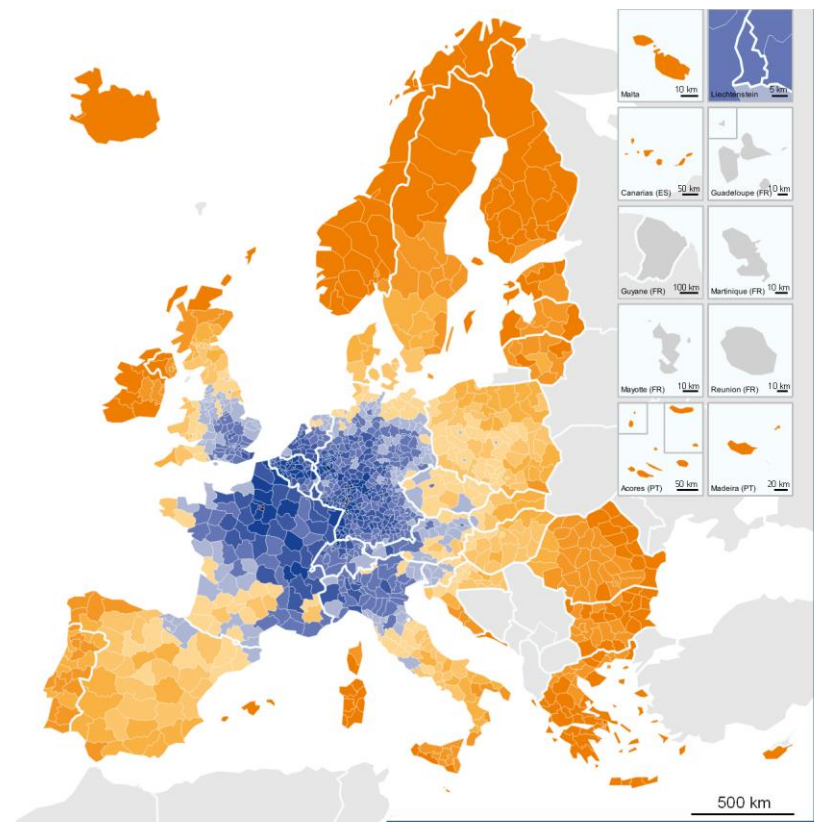 Malta 10 km
Liechtenstein 5 km
Canarias (ES) 50 km
Guadeloupe (FR) 10 km
Guyane (FR) 100 km
Martinique (FR) 10 km
Mayotte (FR) 10 km
Reunion (FR) 10 km
Acores (PT) 50 km
Madeira (PT) 20 km
500 km